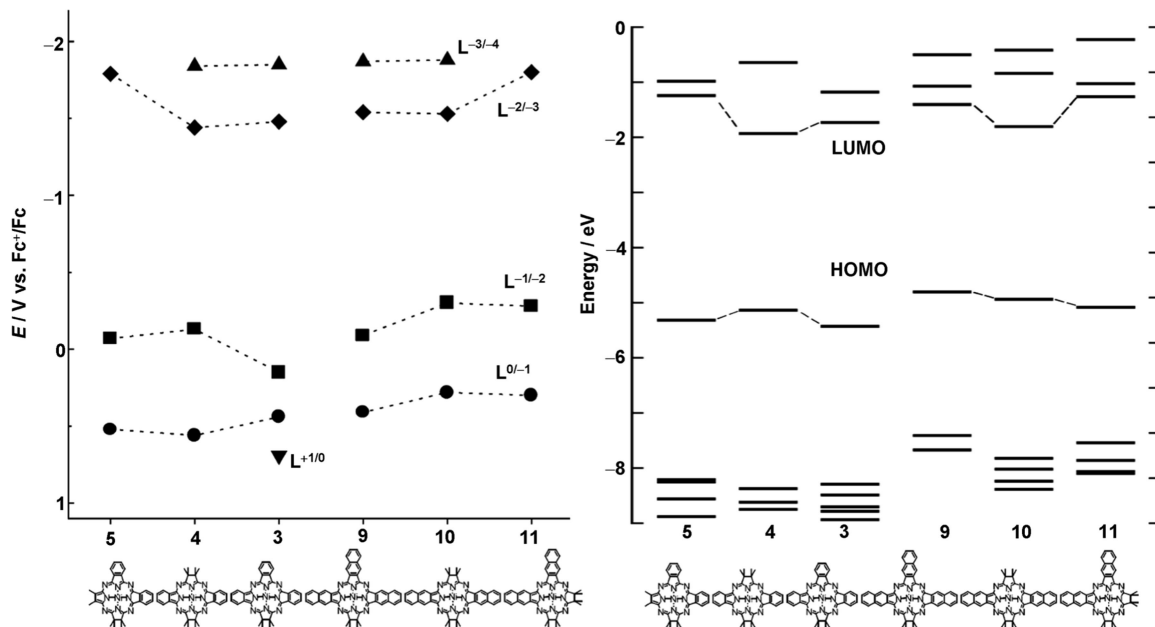 −2
−1
0
1
E / V vs. Fc⁺/Fc
L⁻³/⁻⁴
L⁻²/⁻³
L⁻¹/⁻²
L⁰/⁻¹
L⁺¹/⁰
5 4 3 9 10 11
0
−2
−4
−6
−8
Energy / eV
LUMO
HOMO
5 4 3 9 10 11